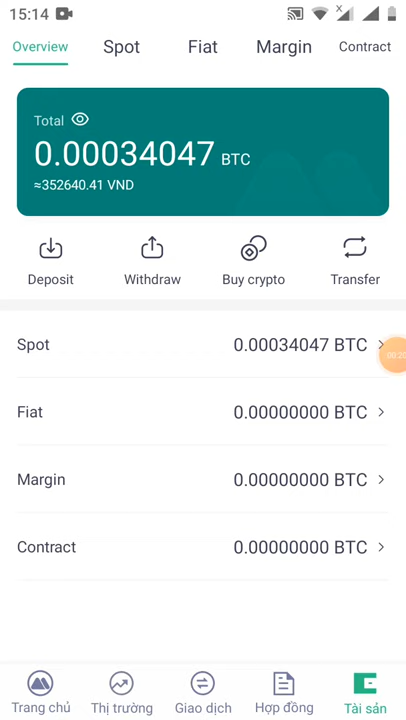 15:14
Overview Spot Fiat Margin Contract
Total
0.00034047 BTC
≈352640.41 VND
Deposit Withdraw Buy crypto Transfer
Spot 0.00034047 BTC
00:20
Fiat 0.00000000 BTC
Margin 0.00000000 BTC
Contract 0.00000000 BTC
Trang chủ Thị trường Giao dịch Hợp đồng Tài sản